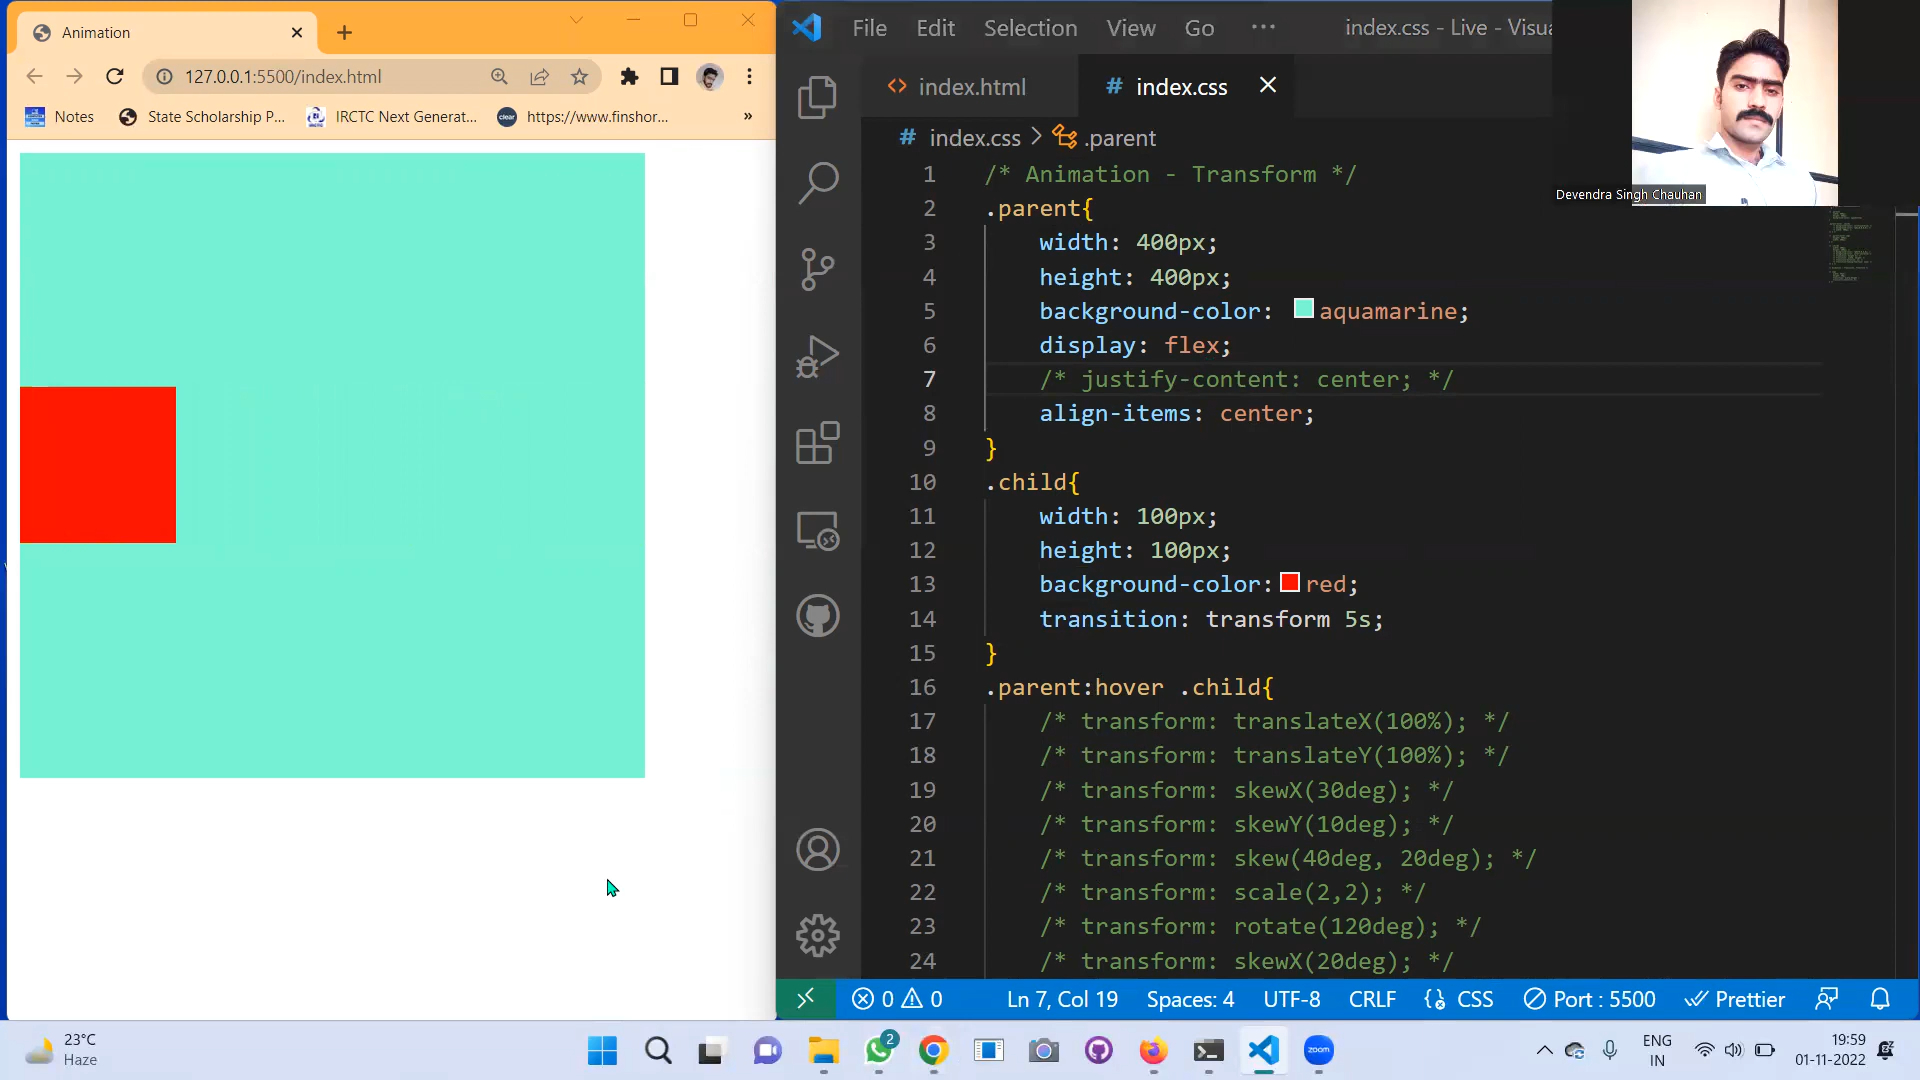 Animation
127.0.0.1:5500/index.html
Notes
State Scholarship P...
IRCTC Next Generat...
clear
https://www.finshor...
»
File Edit Selection View Go ··· index.css - Live - Visua
index.html
# index.css
# index.css > .parent
Devendra Singh Chauhan
1 /* Animation - Transform */
2 .parent{
3 width: 400px;
4 height: 400px;
5 background-color: aquamarine;
6 display: flex;
7 /* justify-content: center; */
8 align-items: center;
9 }
10 .child{
11 width: 100px;
12 height: 100px;
13 background-color: red;
14 transition: transform 5s;
15 }
16 .parent:hover .child{
17 /* transform: translateX(100%); */
18 /* transform: translateY(100%); */
19 /* transform: skewX(30deg); */
20 /* transform: skewY(10deg); */
21 /* transform: skew(40deg, 20deg); */
22 /* transform: scale(2,2); */
23 /* transform: rotate(120deg); */
24 /* transform: skewX(20deg); */
0 0 Ln 7, Col 19 Spaces: 4 UTF-8 CRLF CSS Port : 5500 Prettier
23°C
Haze
2
zoom
ENG
IN
19:59
01-11-2022